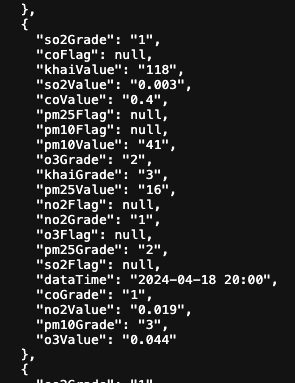 },
{
"so2Grade": "1",
"coFlag": null,
"khaiValue": "118",
"so2Value": "0.003",
"coValue": "0.4",
"pm25Flag": null,
"pm10Flag": null,
"pm10Value": "41",
"o3Grade": "2",
"khaiGrade": "3",
"pm25Value": "16",
"no2Flag": null,
"no2Grade": "1",
"o3Flag": null,
"pm25Grade": "2",
"so2Flag": null,
"dataTime": "2024-04-18 20:00",
"coGrade": "1",
"no2Value": "0.019",
"pm10Grade": "3",
"o3Value": "0.044"
},
{
"so2Grade": "1"